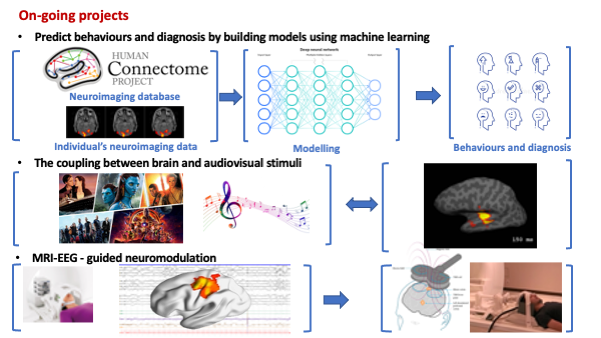 On-going projects
• Predict behaviours and diagnosis by building models using machine learning
HUMAN
Connectome
PROJECT
Neuroimaging database
Individual's neuroimaging data
Deep neural network
Modelling
Behaviours and diagnosis
• The coupling between brain and audiovisual stimuli
150 ms
• MRI-EEG - guided neuromodulation